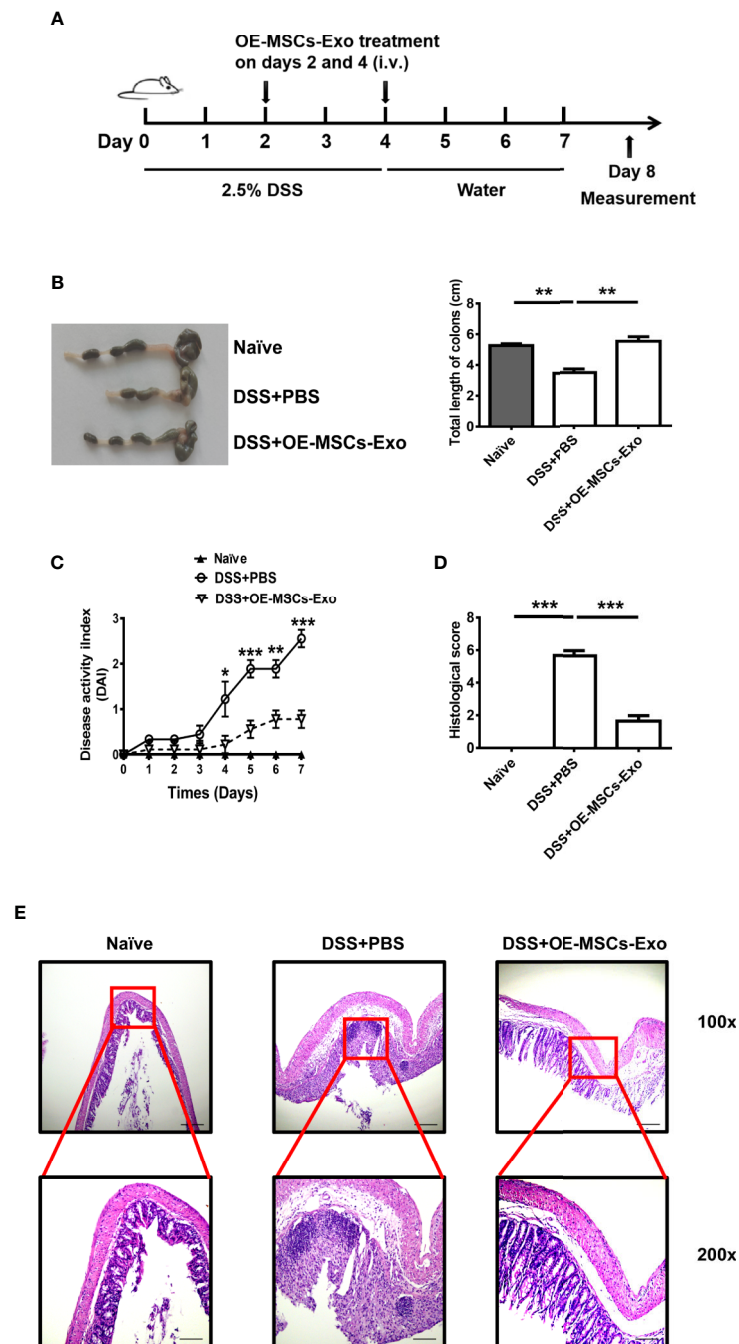 A
OE-MSCs-Exo treatment
on days 2 and 4 (i.v.)
Day 0 1 2 3 4 5 6 7
2.5% DSS
Water
Day 8
Measurement
B
Naïve
DSS+PBS
DSS+OE-MSCs-Exo
Total length of colons (cm)
8
6
4
2
0
** **
Naïve
DSS+PBS
DSS+OE-MSCs-Exo
C
Naïve
DSS+PBS
DSS+OE-MSCs-Exo
Disease activity iIndex
(DAI)
3
2
1
0
* *** ** ***
0 1 2 3 4 5 6 7
Times (Days)
D
Histological score
8
6
4
2
0
*** ***
Naïve
DSS+PBS
DSS+OE-MSCs-Exo
E
Naïve DSS+PBS DSS+OE-MSCs-Exo
100x
200x